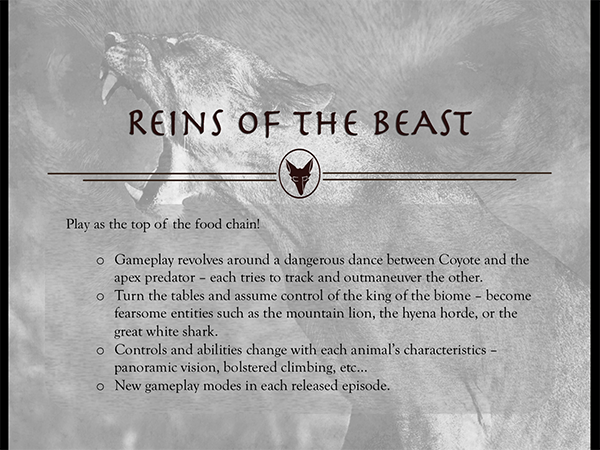 REINS OF THE BEAST
Play as the top of the food chain!
o Gameplay revolves around a dangerous dance between Coyote and the
apex predator – each tries to track and outmaneuver the other.
o Turn the tables and assume control of the king of the biome – become
fearsome entities such as the mountain lion, the hyena horde, or the
great white shark.
o Controls and abilities change with each animal's characteristics –
panoramic vision, bolstered climbing, etc...
o New gameplay modes in each released episode.